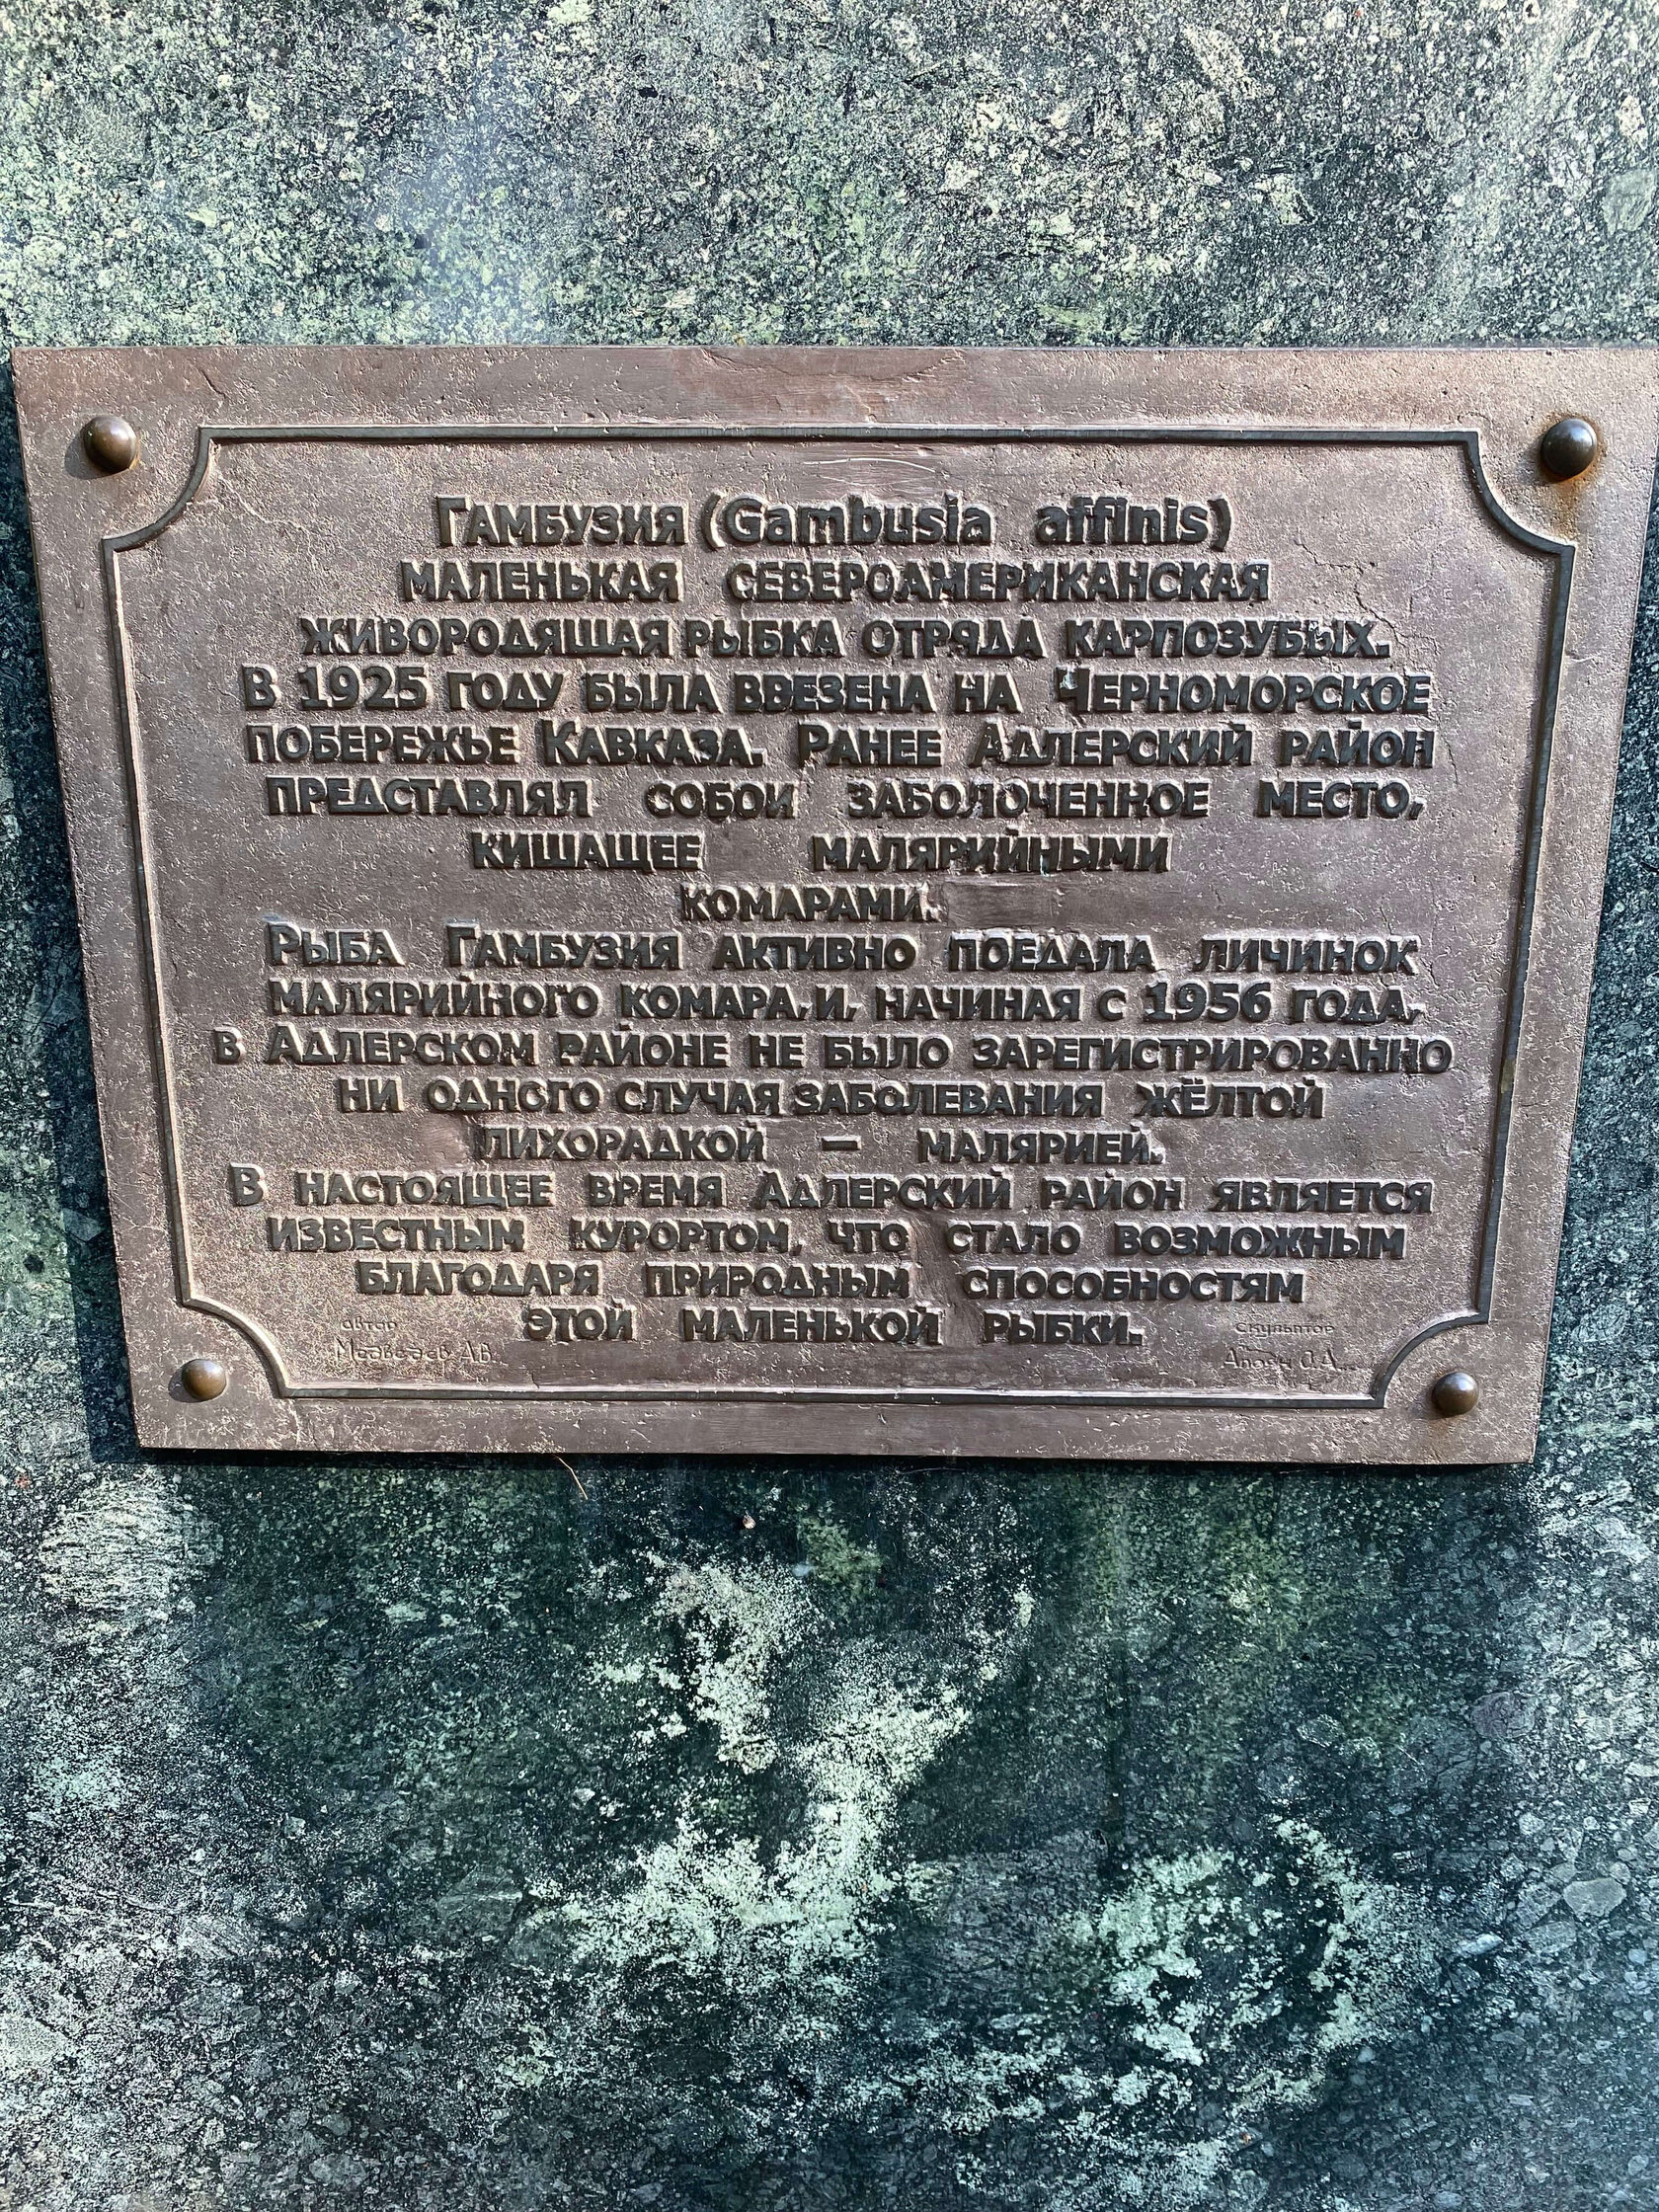 Гамбузия (Gambusia affinis)
маленькая североамериканская
живородящая рыбка отряда карпозубых.
В 1925 году была ввезена на Черноморское
побережье Кавказа. Ранее Адлерский район
представлял собой заболоченное место,
кишащее малярийными
комарами.
Рыба Гамбузия активно поедала личинок
малярийного комара, и, начиная с 1956 года,
в Адлерском районе не было зарегистрированно
ни одного случая заболевания жёлтой
лихорадкой – малярией.
В настоящее время Адлерский район является
известным курортом, что стало возможным
благодаря природным способностям
этой маленькой рыбки.
автор
Медведев А.В.
скульптор